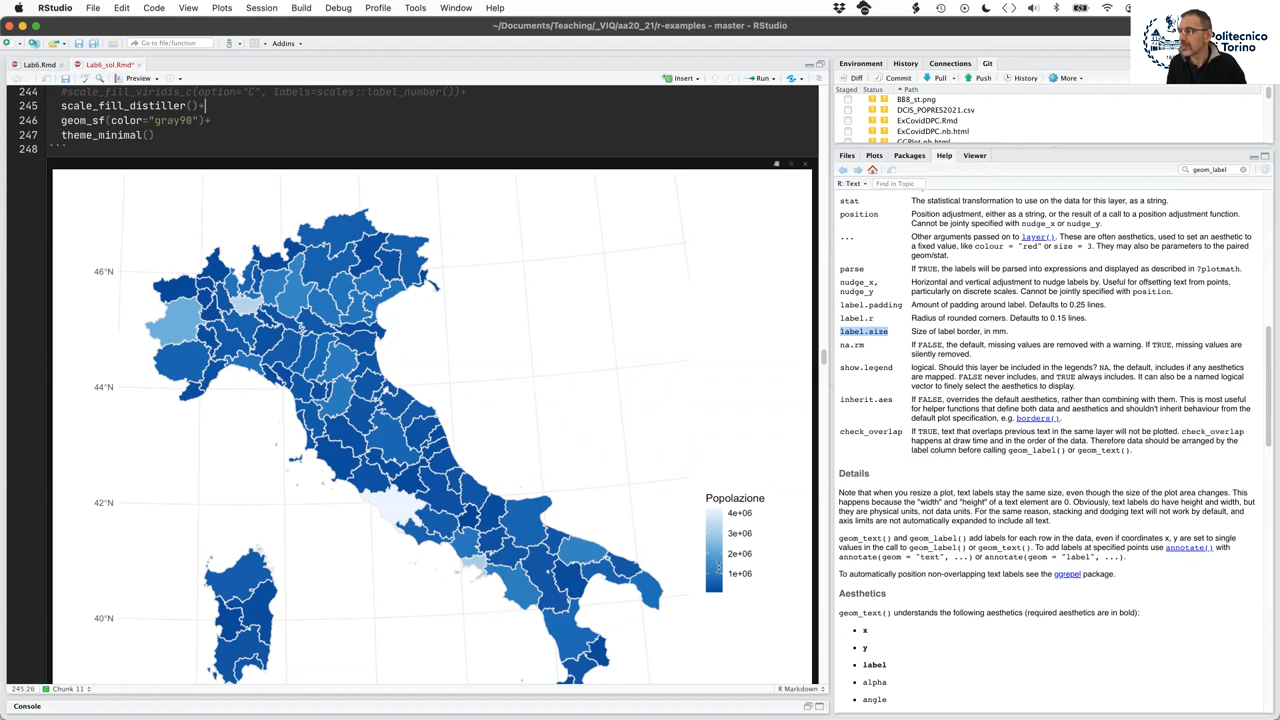 RStudio File Edit Code View Plots Session Build Debug Profile Tools Window Help
~/Documents/Teaching/_VIQ/aa20_21/r-examples - master - RStudio
Go to file/function Addins
Politecnico
di Torino
Lab6.Rmd Lab6_sol.Rmd*
Preview Insert Run
244 #scale_fill_viridis_c(option="C", labels=scales::label_number())+
245 scale_fill_distiller()+
246 geom_sf(color="gray90")+
247 theme_minimal()
248 ```
46°N
44°N
42°N
40°N
Popolazione
4e+06
3e+06
2e+06
1e+06
245:26 Chunk 11 R Markdown
Console
Environment History Connections Git
Diff Commit Pull Push History More
Staged Status Path
BB8_st.png
DCIS_POPRES2021.csv
ExCovidDPC.Rmd
ExCovidDPC.nb.html
Files Plots Packages Help Viewer
geom_label
R: Text Find in Topic
stat The statistical transformation to use on the data for this layer, as a string.
position Position adjustment, either as a string, or the result of a call to a position adjustment function.
Cannot be jointly specified with nudge_x or nudge_y.
... Other arguments passed on to layer(). These are often aesthetics, used to set an aesthetic to
a fixed value, like colour = "red" or size = 3. They may also be parameters to the paired
geom/stat.
parse If TRUE, the labels will be parsed into expressions and displayed as described in ?plotmath.
nudge_x, Horizontal and vertical adjustment to nudge labels by. Useful for offsetting text from points,
nudge_y particularly on discrete scales. Cannot be jointly specified with position.
label.padding Amount of padding around label. Defaults to 0.25 lines.
label.r Radius of rounded corners. Defaults to 0.15 lines.
label.size Size of label border, in mm.
na.rm If FALSE, the default, missing values are removed with a warning. If TRUE, missing values are
silently removed.
show.legend logical. Should this layer be included in the legends? NA, the default, includes if any aesthetics
are mapped. FALSE never includes, and TRUE always includes. It can also be a named logical
vector to finely select the aesthetics to display.
inherit.aes If FALSE, overrides the default aesthetics, rather than combining with them. This is most useful
for helper functions that define both data and aesthetics and shouldn't inherit behaviour from the
default plot specification, e.g. borders().
check_overlap If TRUE, text that overlaps previous text in the same layer will not be plotted. check_overlap
happens at draw time and in the order of the data. Therefore data should be arranged by the
label column before calling geom_label() or geom_text().
Details
Note that when you resize a plot, text labels stay the same size, even though the size of the plot area changes. This
happens because the "width" and "height" of a text element are 0. Obviously, text labels do have height and width, but
they are physical units, not data units. For the same reason, stacking and dodging text will not work by default, and
axis limits are not automatically expanded to include all text.
geom_text() and geom_label() add labels for each row in the data, even if coordinates x, y are set to single
values in the call to geom_label() or geom_text(). To add labels at specified points use annotate() with
annotate(geom = "text", ...) or annotate(geom = "label", ...).
To automatically position non-overlapping text labels see the ggrepel package.
Aesthetics
geom_text() understands the following aesthetics (required aesthetics are in bold):
• x
• y
• label
• alpha
• angle